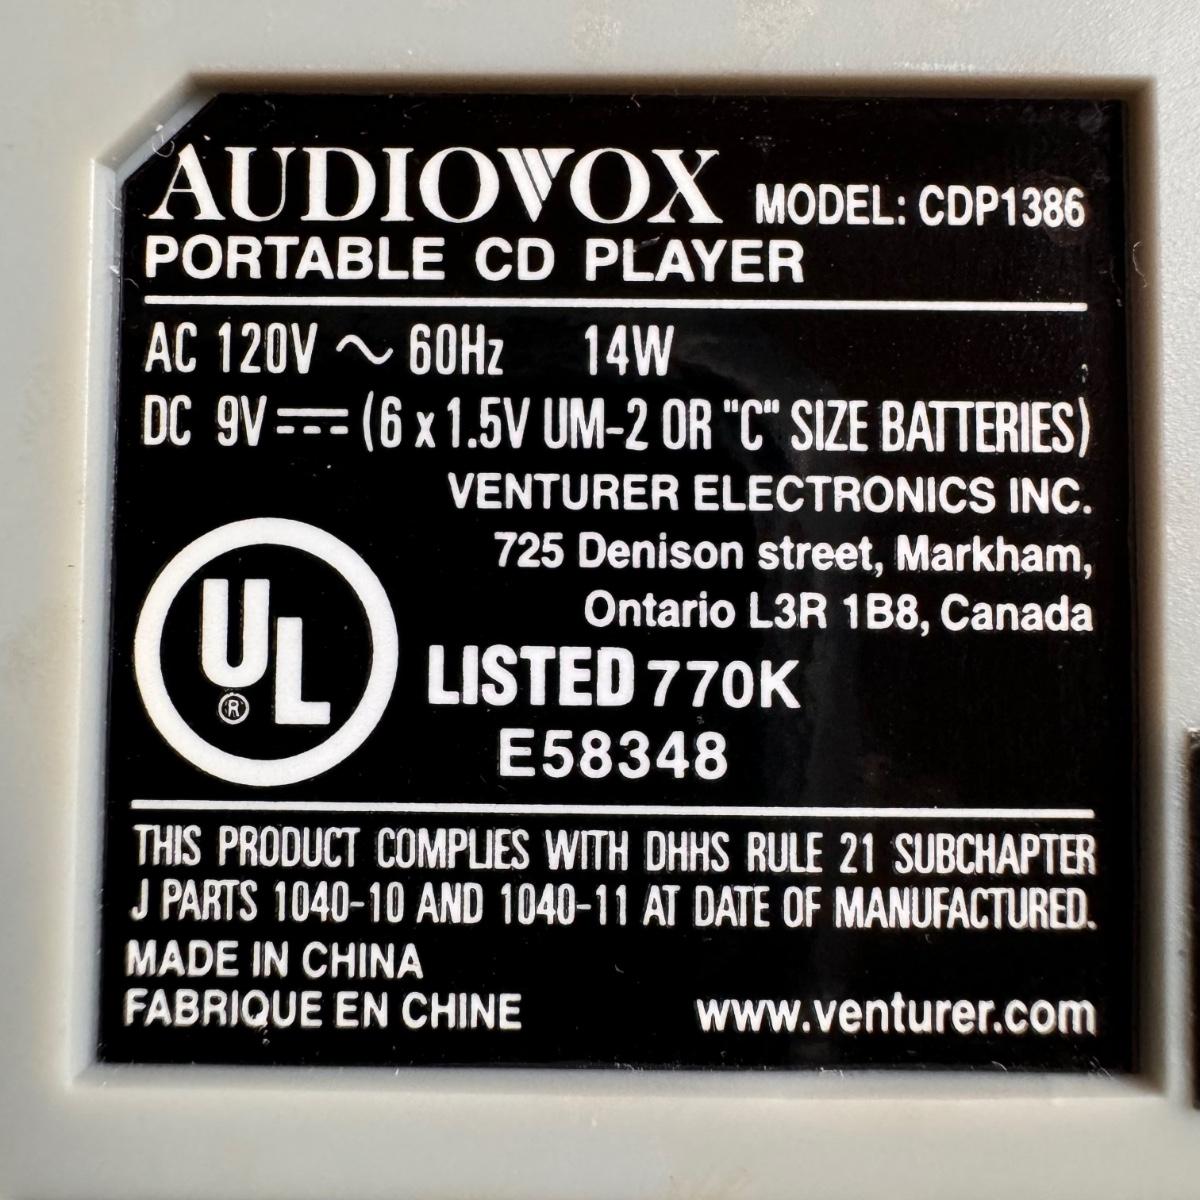 AUDIOVOX MODEL: CDP1386
PORTABLE CD PLAYER
AC 120V ~ 60Hz 14W
DC 9V ⎓ (6 x 1.5V UM-2 OR "C" SIZE BATTERIES)
VENTURER ELECTRONICS INC.
725 Denison street, Markham,
Ontario L3R 1B8, Canada
UL® LISTED 770K
E58348
THIS PRODUCT COMPLIES WITH DHHS RULE 21 SUBCHAPTER
J PARTS 1040-10 AND 1040-11 AT DATE OF MANUFACTURED.
MADE IN CHINA
FABRIQUE EN CHINE www.venturer.com